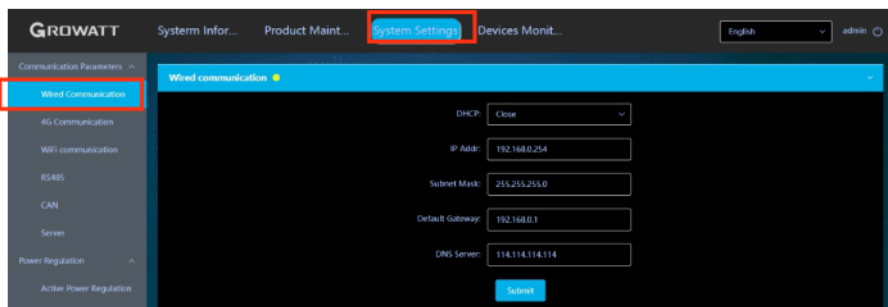 GROWATT
Systerm Infor...
Product Maint...
System Settings
Devices Monit...
English
admin
Communication Parameters
Wired Communication
4G Communication
WiFi communication
RS485
CAN
Server
Power Regulation
Active Power Regulation
Wired communication
DHCP: Close
IP Addr: 192.168.0.254
Subnet Mask: 255.255.255.0
Default Gateway: 192.168.0.1
DNS Server: 114.114.114.114
Submit